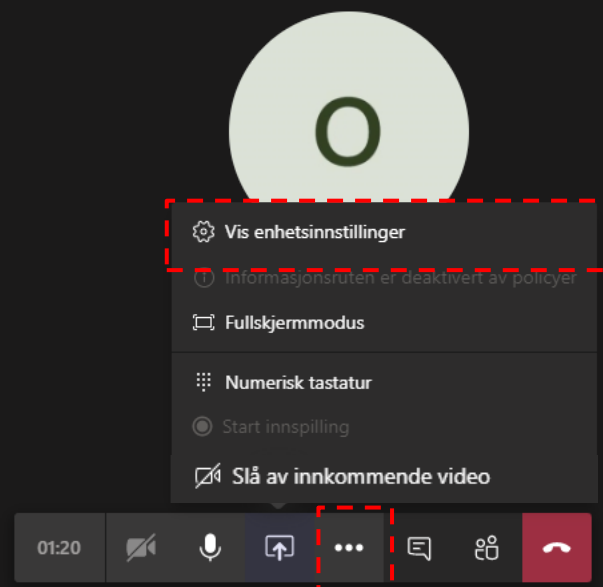 O
Vis enhetsinnstillinger
Informasjonsruten er deaktivert av policyer
Fullskjermmodus
Numerisk tastatur
Start innspilling
Slå av innkommende video
01:20